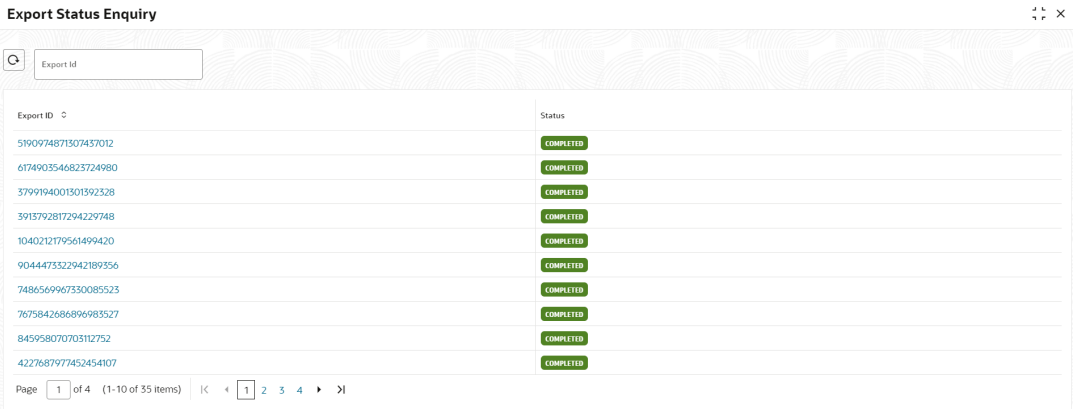 Export Status Enquiry
Export Id
Export ID Status
5190974871307437012 COMPLETED
6174903546823724980 COMPLETED
3799194001301392328 COMPLETED
3913792817294229748 COMPLETED
1040212179561499420 COMPLETED
9044473322942189356 COMPLETED
7486569967330085523 COMPLETED
7675842686896983527 COMPLETED
845958070703112752 COMPLETED
4227687977452454107 COMPLETED
Page 1 of 4 (1-10 of 35 items) 1 2 3 4